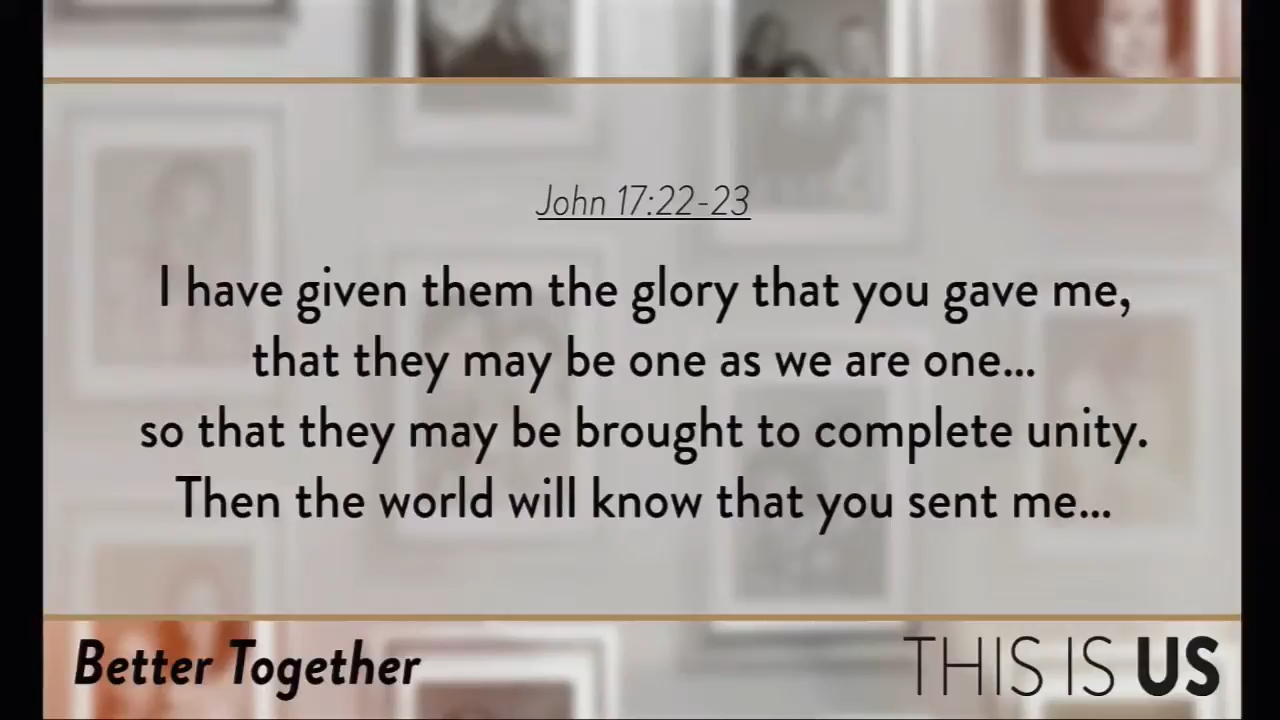 John 17:22-23
I have given them the glory that you gave me,
that they may be one as we are one...
so that they may be brought to complete unity.
Then the world will know that you sent me...
Better Together
THIS IS US